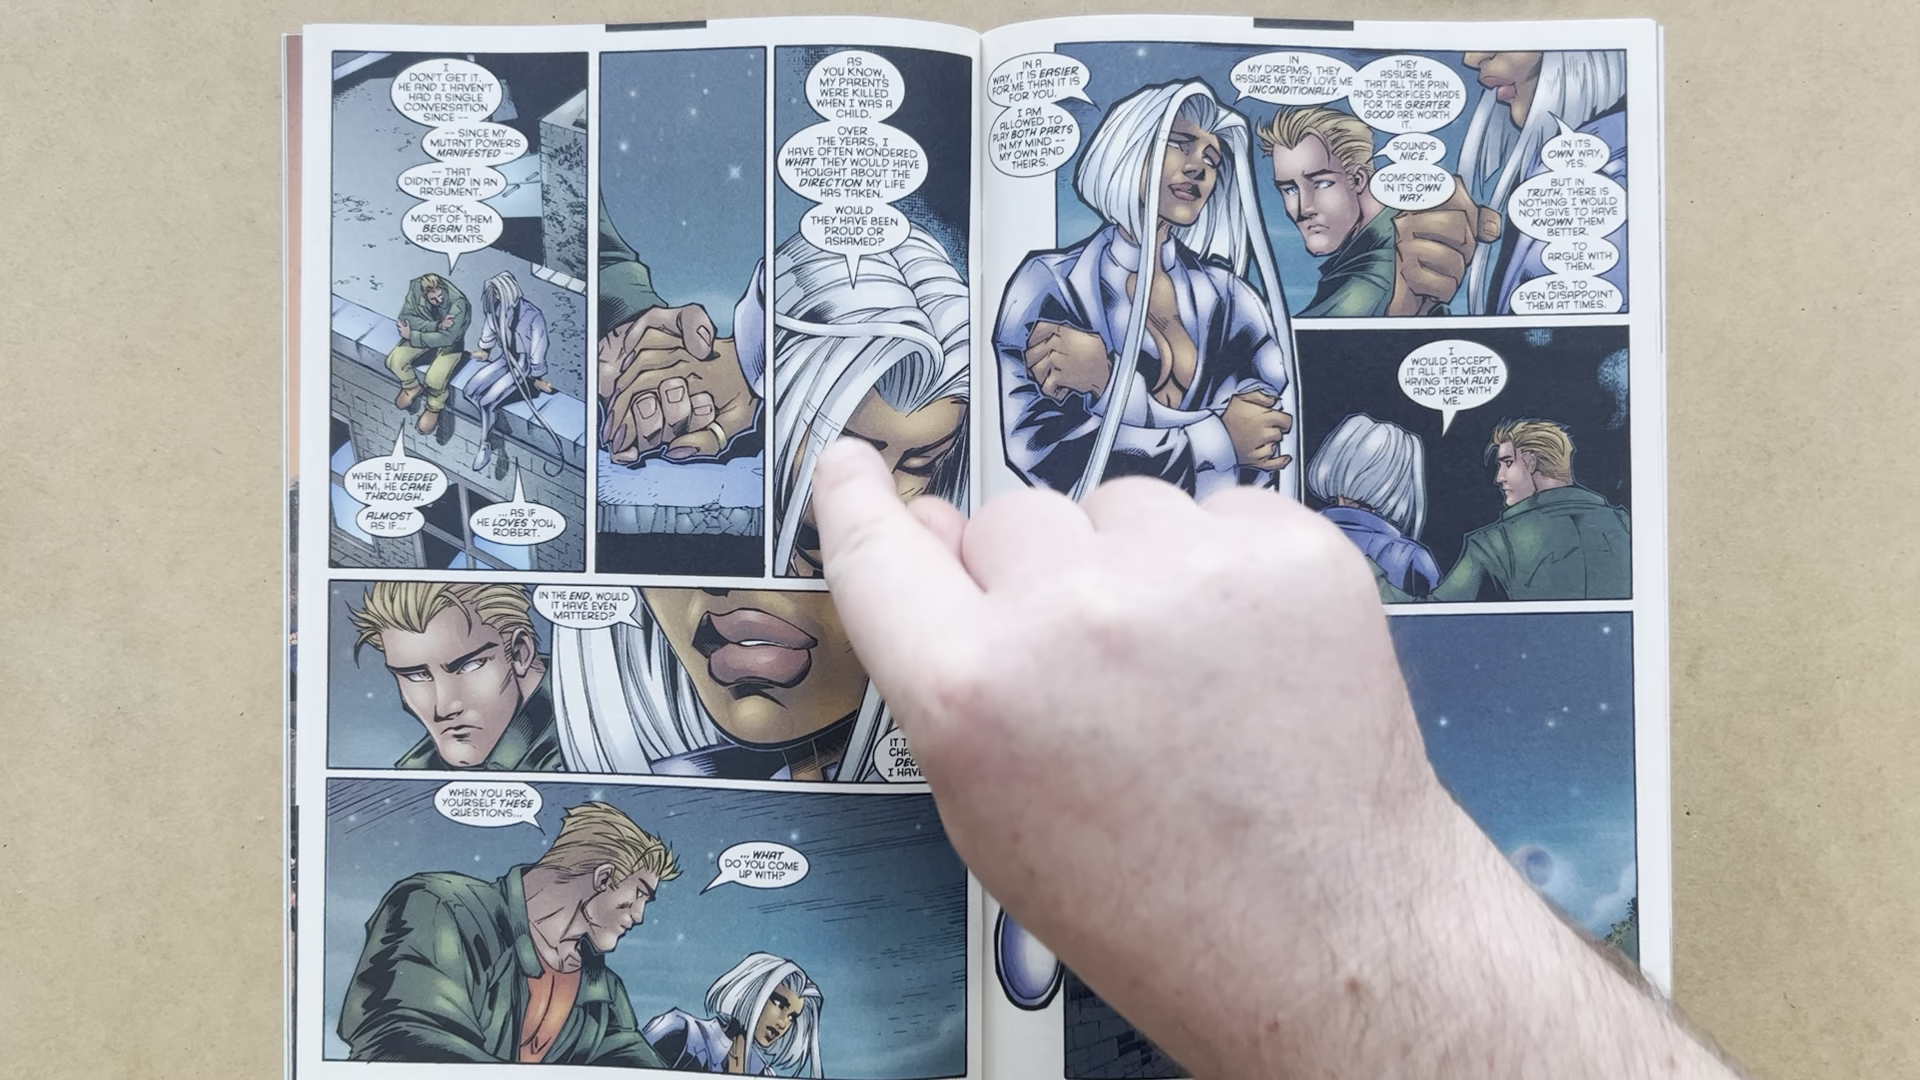 I
DON'T GET IT.
HE AND I HAVEN'T
HAD A SINGLE
CONVERSATION
SINCE --
-- SINCE MY
MUTANT POWERS
MANIFESTED --
-- THAT
DIDN'T END IN AN
ARGUMENT.
HECK,
MOST OF THEM
BEGAN AS
ARGUMENTS.
BUT
WHEN I NEEDED
HIM, HE CAME
THROUGH.
ALMOST
AS IF...
... AS IF
HE LOVES YOU,
ROBERT.
AS
YOU KNOW,
MY PARENTS
WERE KILLED
WHEN I WAS A
CHILD.
OVER
THE YEARS, I
HAVE OFTEN WONDERED
WHAT THEY WOULD HAVE
THOUGHT ABOUT THE
DIRECTION MY LIFE
HAS TAKEN.
WOULD
THEY HAVE BEEN
PROUD OR
ASHAMED?
IN THE END, WOULD
IT HAVE EVEN
MATTERED?
IT
I HAVE
WHEN YOU ASK
YOURSELF THESE
QUESTIONS...
... WHAT
DO YOU COME
UP WITH?
IN A
WAY, IT IS EASIER
FOR ME THAN IT IS
FOR YOU.
I AM
ALLOWED TO
PLAY BOTH PARTS
IN MY MIND --
MY OWN AND
THEIRS.
IN
MY DREAMS, THEY
ASSURE ME THEY LOVE ME
UNCONDITIONALLY.
THEY
ASSURE ME
THAT ALL THE PAIN
AND SACRIFICES MADE
FOR THE GREATER
GOOD ARE WORTH
IT.
SOUNDS
NICE.
COMFORTING
IN ITS OWN
WAY.
IN ITS
OWN WAY,
YES.
BUT IN
TRUTH, THERE IS
NOTHING I WOULD
NOT GIVE TO HAVE
KNOWN THEM
BETTER.
TO
ARGUE WITH
THEM.
YES, TO
EVEN DISAPPOINT
THEM AT TIMES.
I
WOULD ACCEPT
IT ALL IF IT MEANT
HAVING THEM ALIVE
AND HERE WITH
ME.